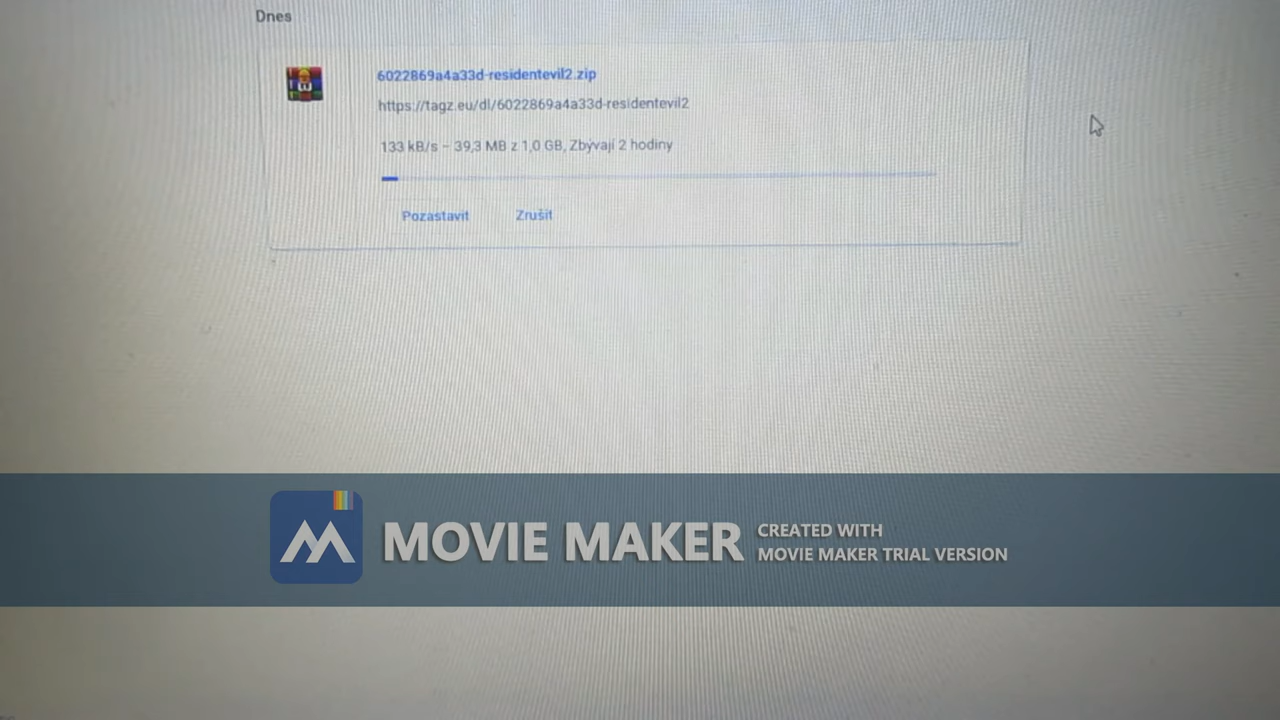 Dnes
6022869a4a33d-residentevil2.zip
https://tagz.eu/dl/6022869a4a33d-residentevil2
133 kB/s – 39,3 MB z 1,0 GB, Zbývají 2 hodiny
Pozastavit Zrušit
MOVIE MAKER
CREATED WITH
MOVIE MAKER TRIAL VERSION